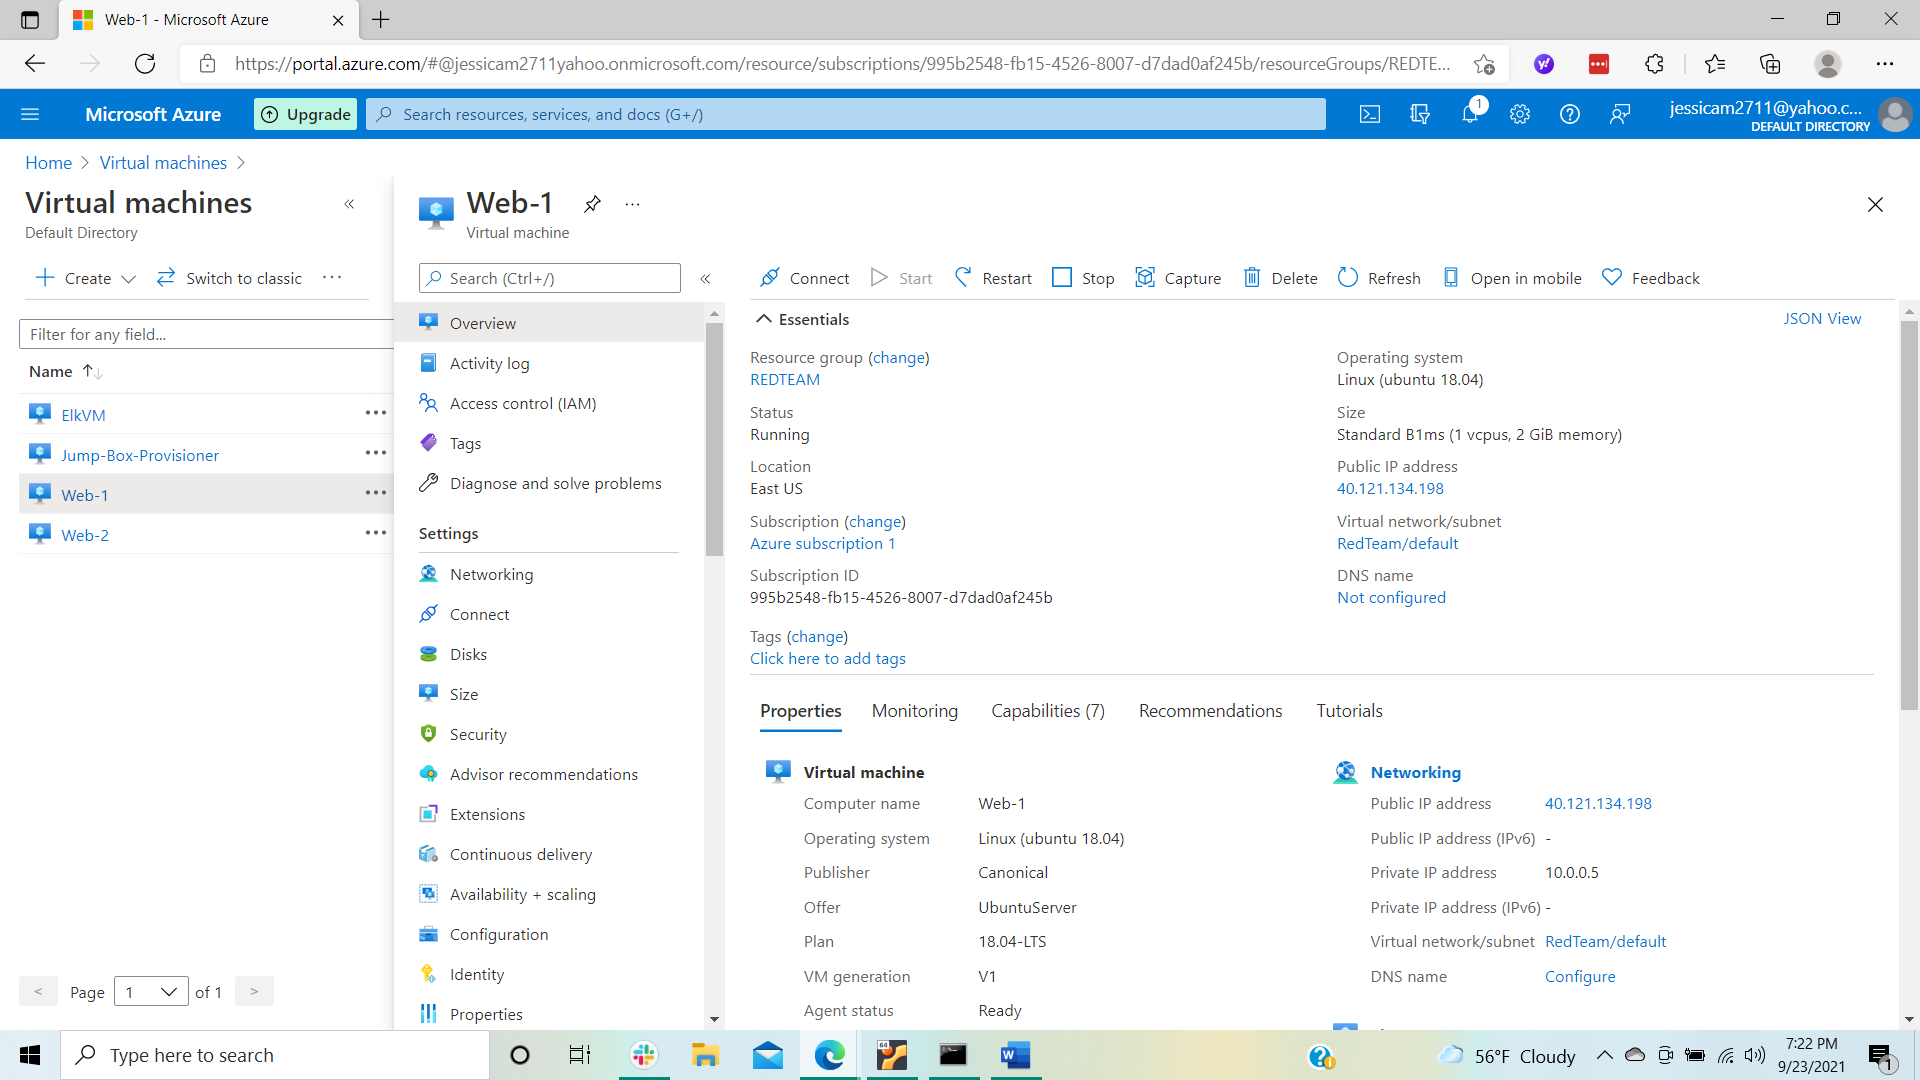 Web-1 - Microsoft Azure
https://portal.azure.com/#@jessicam2711yahoo.onmicrosoft.com/resource/subscriptions/995b2548-fb15-4526-8007-d7dad0af245b/resourceGroups/REDTE...
Microsoft Azure
Upgrade
Search resources, services, and docs (G+/)
1
jessicam2711@yahoo.c...
DEFAULT DIRECTORY
Home > Virtual machines >
Virtual machines
Default Directory
Create
Switch to classic
Filter for any field...
Name
ElkVM
Jump-Box-Provisioner
Web-1
Web-2
< Page 1 of 1 >
Web-1
Virtual machine
Search (Ctrl+/)
Overview
Activity log
Access control (IAM)
Tags
Diagnose and solve problems
Settings
Networking
Connect
Disks
Size
Security
Advisor recommendations
Extensions
Continuous delivery
Availability + scaling
Configuration
Identity
Properties
Connect Start Restart Stop Capture Delete Refresh Open in mobile Feedback
Essentials
JSON View
Resource group (change)
REDTEAM
Status
Running
Location
East US
Subscription (change)
Azure subscription 1
Subscription ID
995b2548-fb15-4526-8007-d7dad0af245b
Tags (change)
Click here to add tags
Operating system
Linux (ubuntu 18.04)
Size
Standard B1ms (1 vcpus, 2 GiB memory)
Public IP address
40.121.134.198
Virtual network/subnet
RedTeam/default
DNS name
Not configured
Properties Monitoring Capabilities (7) Recommendations Tutorials
Virtual machine
Computer name Web-1
Operating system Linux (ubuntu 18.04)
Publisher Canonical
Offer UbuntuServer
Plan 18.04-LTS
VM generation V1
Agent status Ready
Networking
Public IP address 40.121.134.198
Public IP address (IPv6) -
Private IP address 10.0.0.5
Private IP address (IPv6) -
Virtual network/subnet RedTeam/default
DNS name Configure
Type here to search
56°F Cloudy
7:22 PM
9/23/2021
1